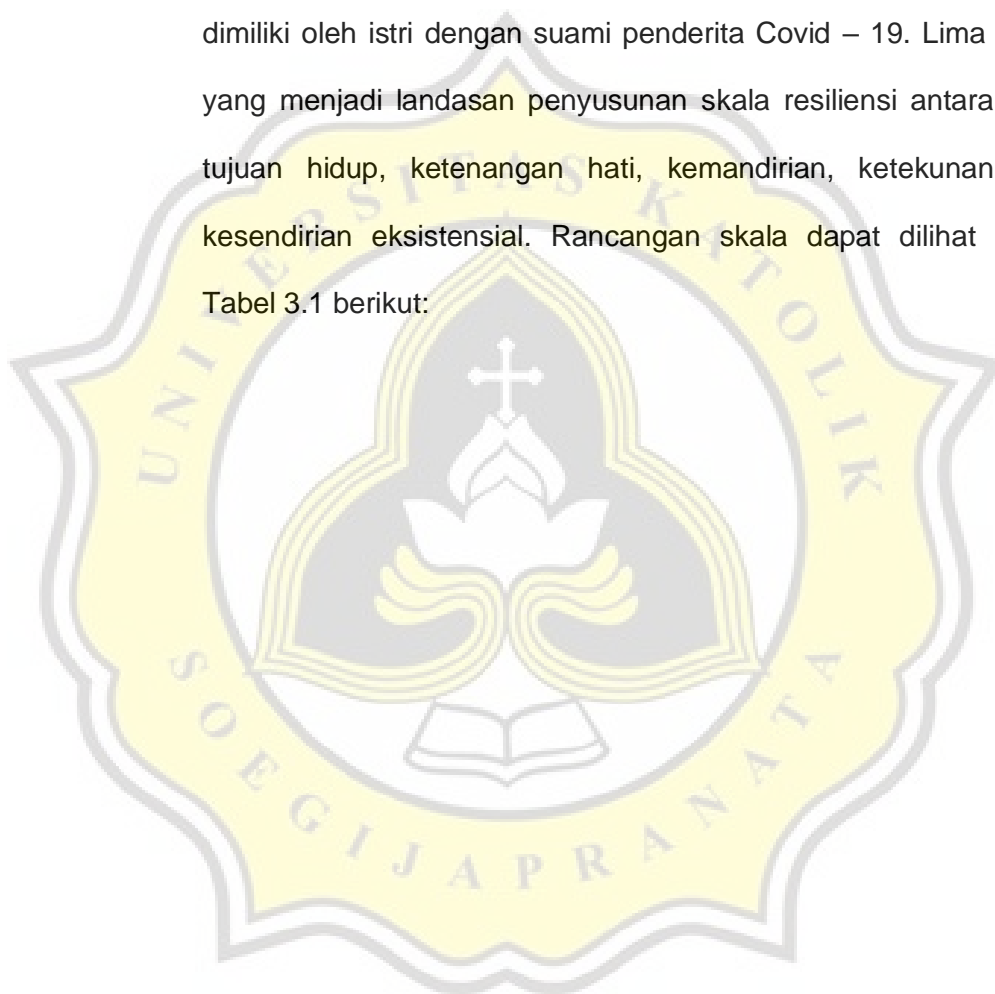 dimiliki oleh istri dengan suami penderita Covid – 19. Lima
yang menjadi landasan penyusunan skala resiliensi antara
tujuan hidup, ketenangan hati, kemandirian, ketekunan
kesendirian eksistensial. Rancangan skala dapat dilihat
Tabel 3.1 berikut:
UNIVERSITAS KATOLIK
SOEGIJAPRANATA